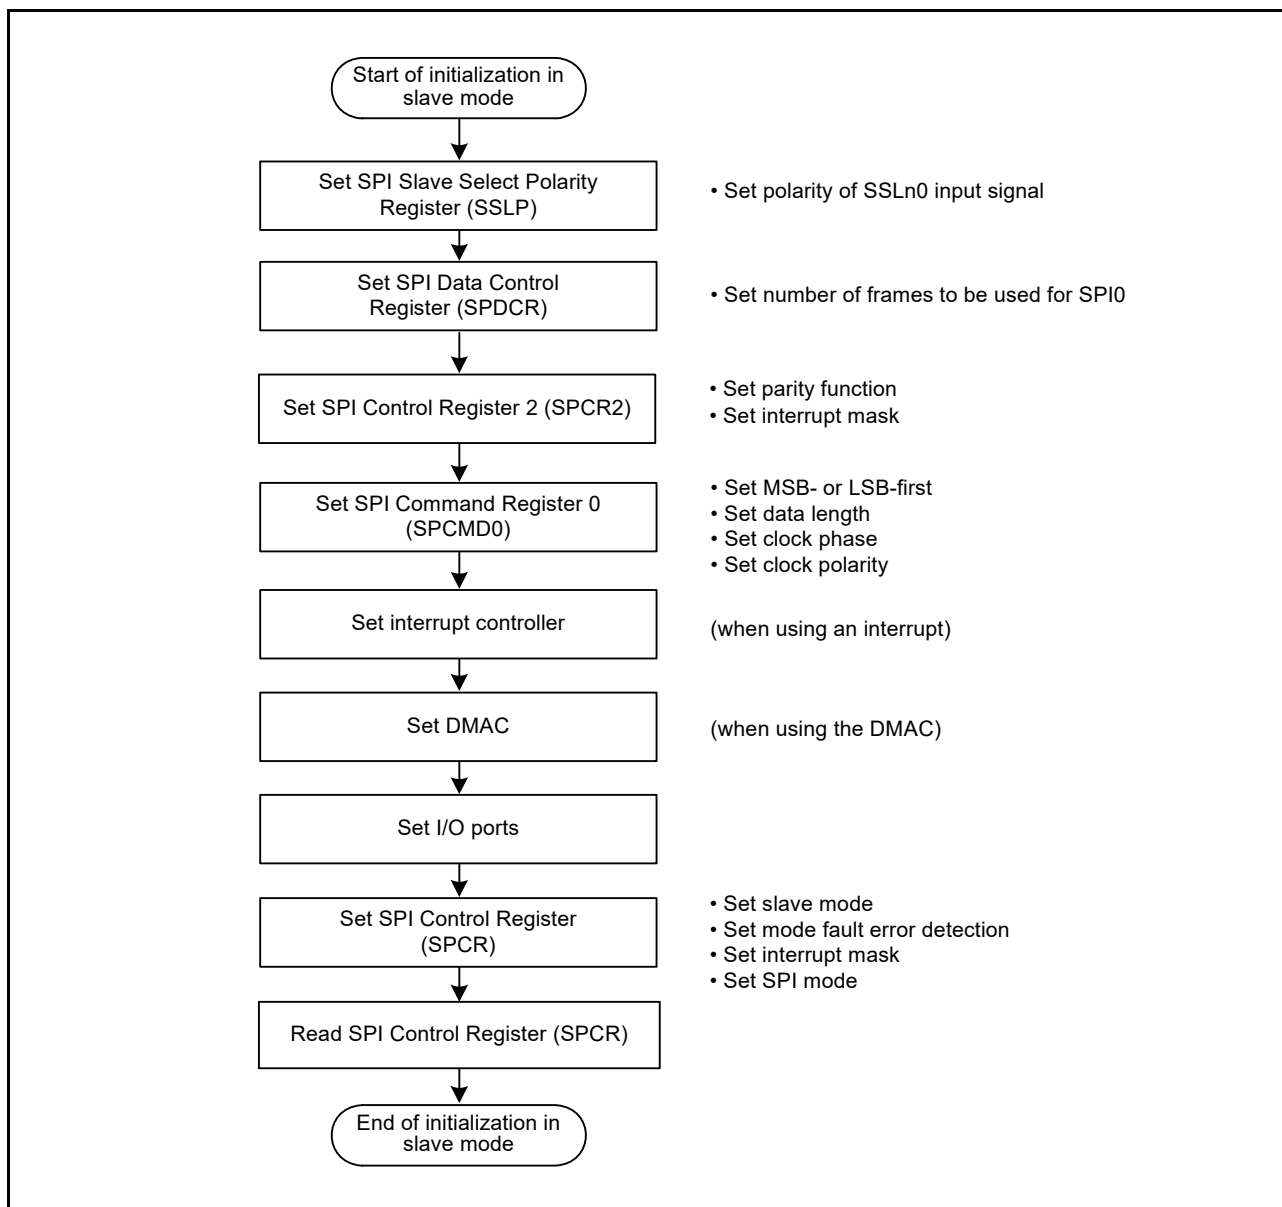 Start of initialization in
slave mode
Set SPI Slave Select Polarity
Register (SSLP)
• Set polarity of SSLn0 input signal
Set SPI Data Control
Register (SPDCR)
• Set number of frames to be used for SPI0
Set SPI Control Register 2 (SPCR2)
• Set parity function
• Set interrupt mask
Set SPI Command Register 0
(SPCMD0)
• Set MSB- or LSB-first
• Set data length
• Set clock phase
• Set clock polarity
Set interrupt controller
(when using an interrupt)
Set DMAC
(when using the DMAC)
Set I/O ports
Set SPI Control Register
(SPCR)
• Set slave mode
• Set mode fault error detection
• Set interrupt mask
• Set SPI mode
Read SPI Control Register (SPCR)
End of initialization in
slave mode